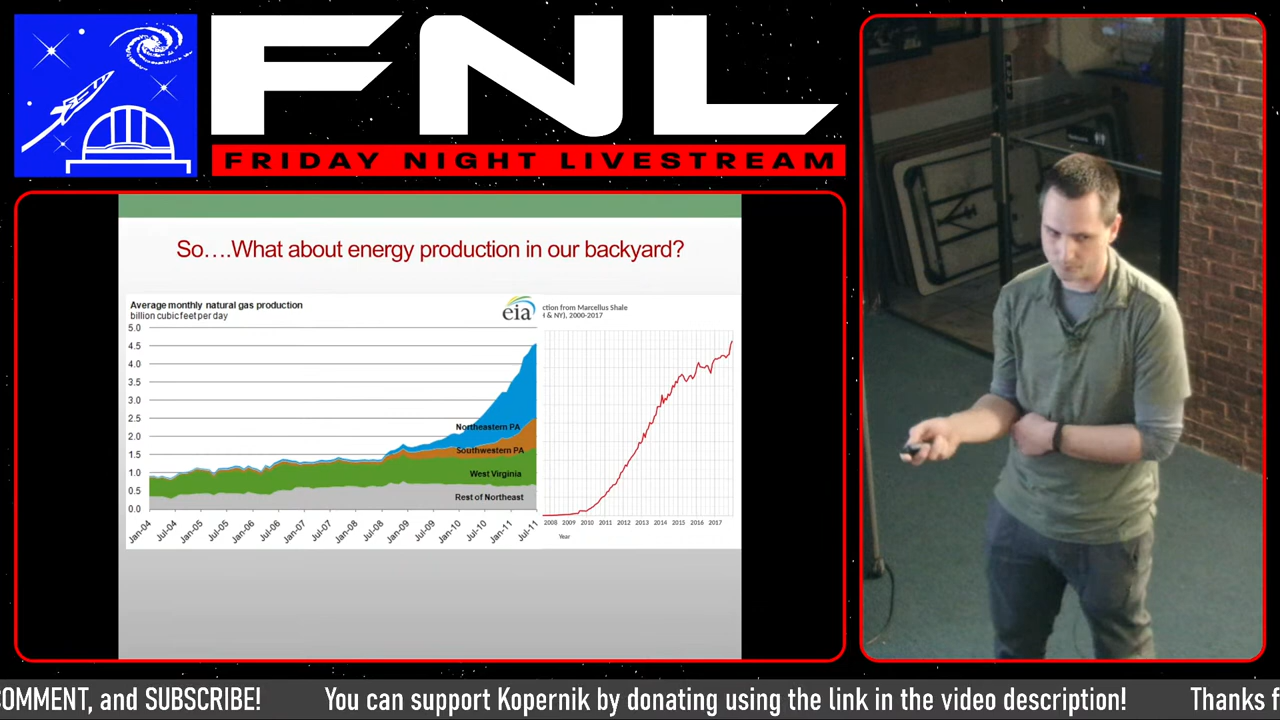 FNL
FRIDAY NIGHT LIVESTREAM
So....What about energy production in our backyard?
Average monthly natural gas production
billion cubic feet per day
eia
ction from Marcellus Shale
& NY), 2000-2017
5.0
4.5
4.0
3.5
3.0
2.5
2.0
1.5
1.0
0.5
0.0
Northeastern PA
Southwestern PA
West Virginia
Rest of Northeast
Jan-04 Jul-04 Jan-05 Jul-05 Jan-06 Jul-06 Jan-07 Jul-07 Jan-08 Jul-08 Jan-09 Jul-09 Jan-10 Jul-10 Jan-11 Jul-11
2008 2009 2010 2011 2012 2013 2014 2015 2016 2017
Year
COMMENT, and SUBSCRIBE! You can support Kopernik by donating using the link in the video description! Thanks f